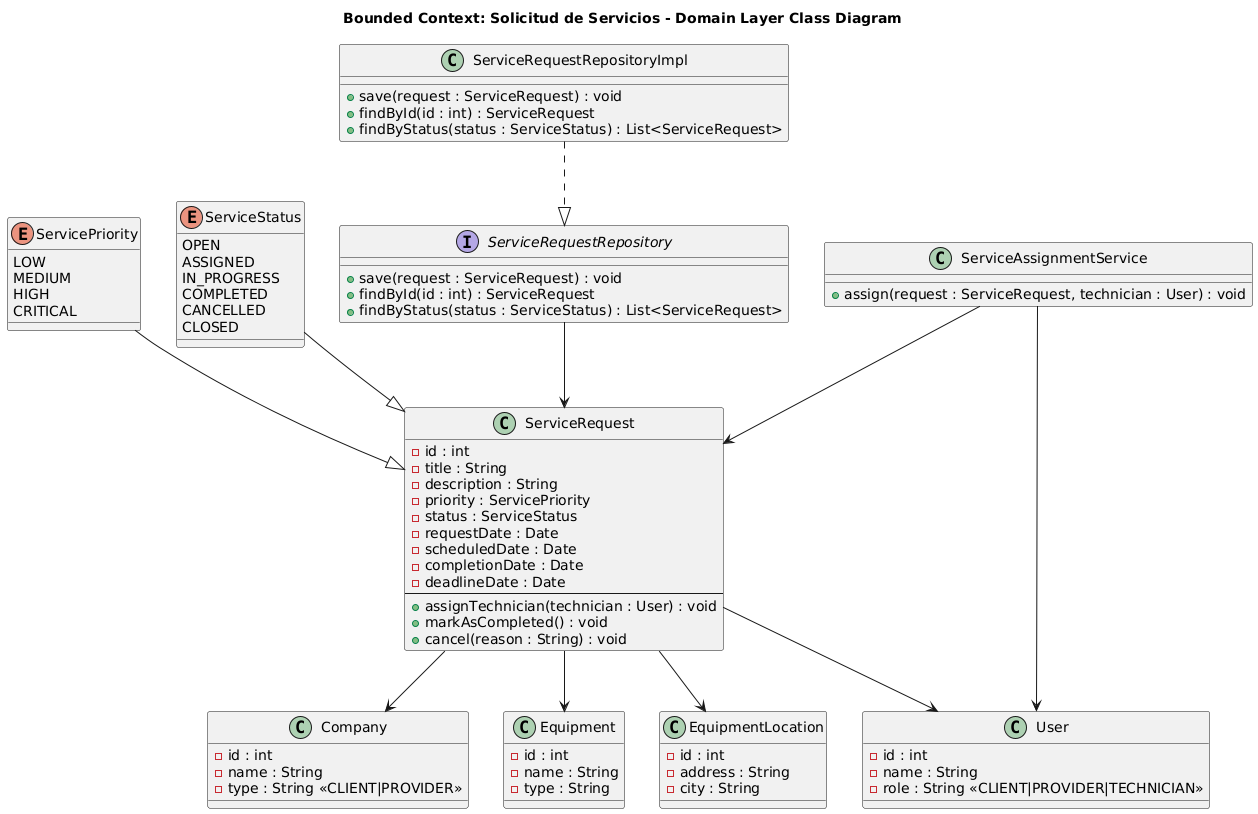 Bounded Context: Solicitud de Servicios - Domain Layer Class Diagram
C ServiceRequestRepositoryImpl
save(request : ServiceRequest) : void
findById(id : int) : ServiceRequest
findByStatus(status : ServiceStatus) : List<ServiceRequest>
E ServicePriority
LOW
MEDIUM
HIGH
CRITICAL
E ServiceStatus
OPEN
ASSIGNED
IN_PROGRESS
COMPLETED
CANCELLED
CLOSED
I ServiceRequestRepository
save(request : ServiceRequest) : void
findById(id : int) : ServiceRequest
findByStatus(status : ServiceStatus) : List<ServiceRequest>
C ServiceAssignmentService
assign(request : ServiceRequest, technician : User) : void
C ServiceRequest
id : int
title : String
description : String
priority : ServicePriority
status : ServiceStatus
requestDate : Date
scheduledDate : Date
completionDate : Date
deadlineDate : Date
assignTechnician(technician : User) : void
markAsCompleted() : void
cancel(reason : String) : void
C Company
id : int
name : String
type : String «CLIENT|PROVIDER»
C Equipment
id : int
name : String
type : String
C EquipmentLocation
id : int
address : String
city : String
C User
id : int
name : String
role : String «CLIENT|PROVIDER|TECHNICIAN»